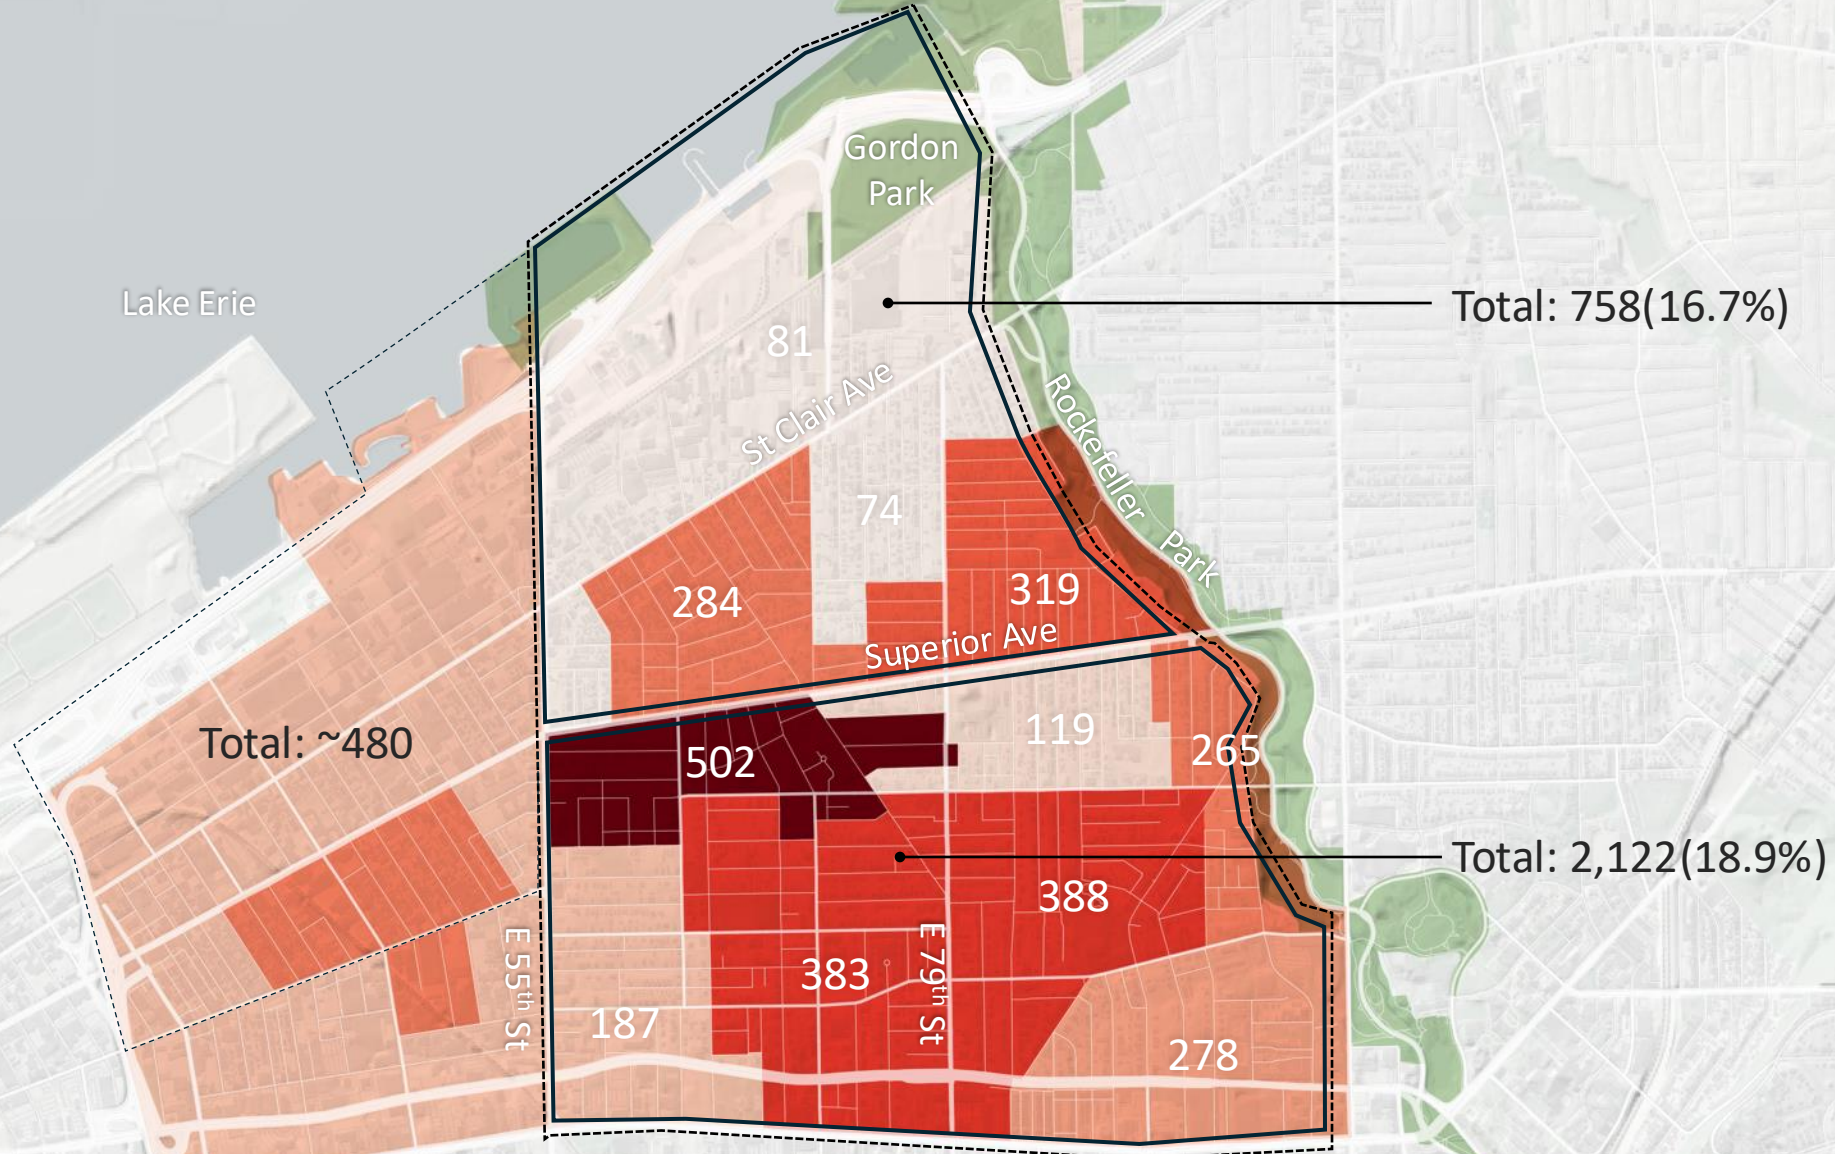 Gordon
Park
Lake Erie
Total: 758(16.7%)
81
St Clair Ave
Rockefeller Park
74
284
319
Superior Ave
Total: ~480
502
119
265
Total: 2,122(18.9%)
388
E 55th St
E 79th St
383
187
278